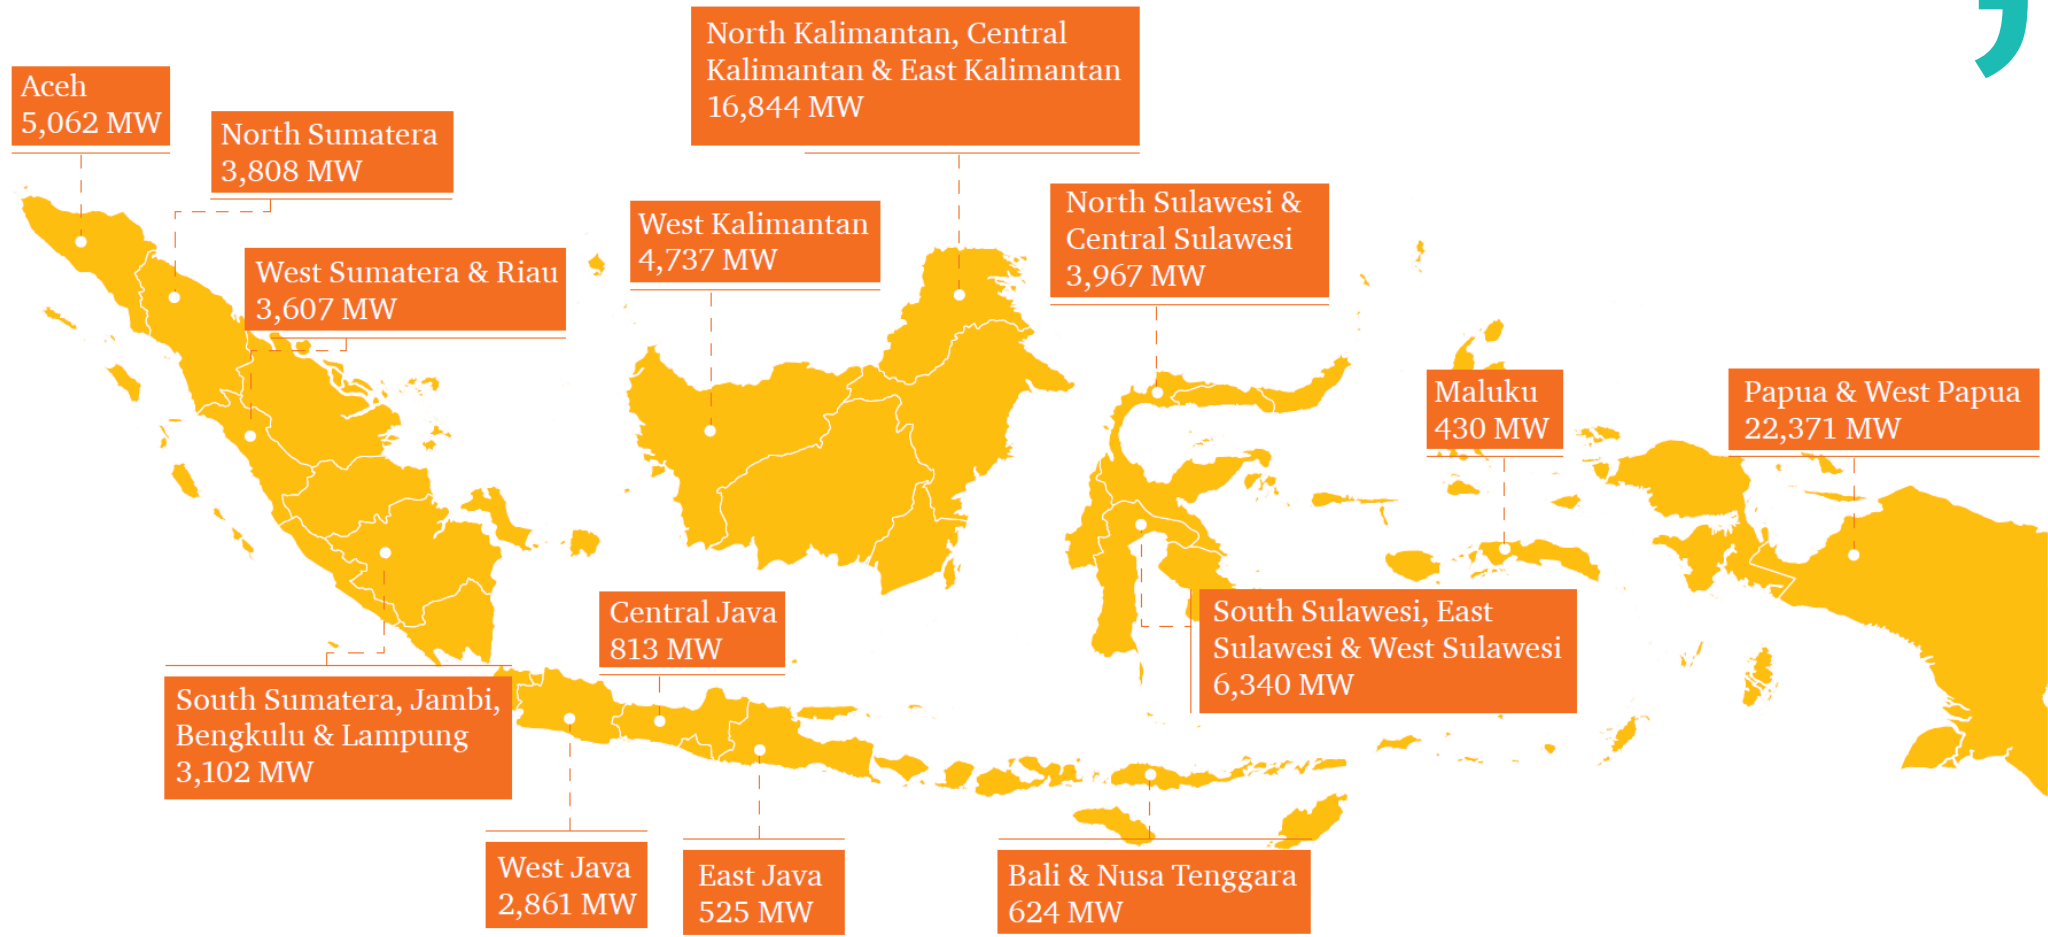 Aceh
5,062 MW
North Sumatera
3,808 MW
West Sumatera & Riau
3,607 MW
North Kalimantan, Central
Kalimantan & East Kalimantan
16,844 MW
West Kalimantan
4,737 MW
North Sulawesi &
Central Sulawesi
3,967 MW
Maluku
430 MW
Papua & West Papua
22,371 MW
South Sumatera, Jambi,
Bengkulu & Lampung
3,102 MW
Central Java
813 MW
South Sulawesi, East
Sulawesi & West Sulawesi
6,340 MW
West Java
2,861 MW
East Java
525 MW
Bali & Nusa Tenggara
624 MW